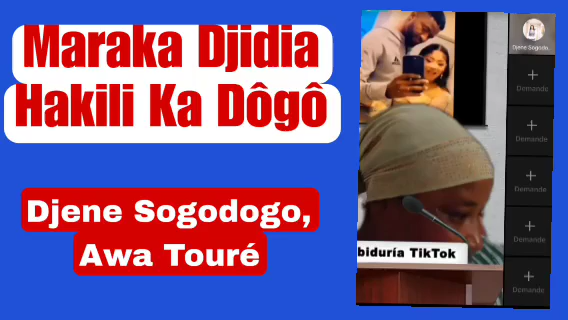 Maraka Djidia
Hakili Ka Dôgô
Djene Sogodogo,
Awa Touré
Djene Sogodo..
Demande
Demande
Demande
Demande
Demande
biduría TikTok